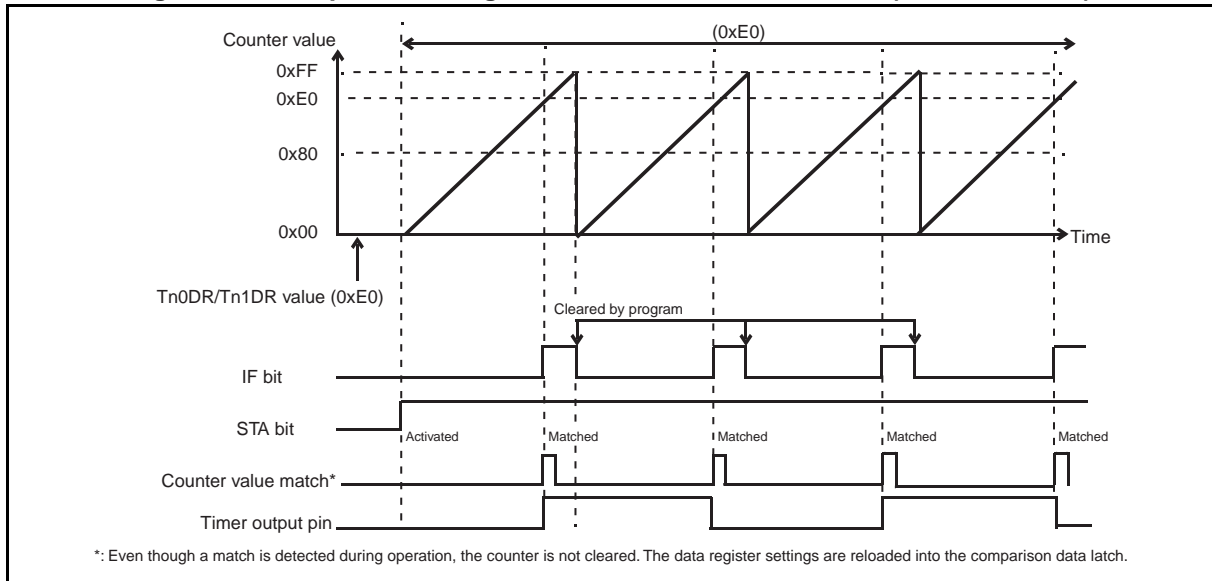 (0xE0)
Counter value
0xFF
0xE0
0x80
0x00
Time
Tn0DR/Tn1DR value (0xE0)
Cleared by program
IF bit
STA bit
Activated
Matched
Matched
Matched
Matched
Counter value match*
Timer output pin
*: Even though a match is detected during operation, the counter is not cleared. The data register settings are reloaded into the comparison data latch.